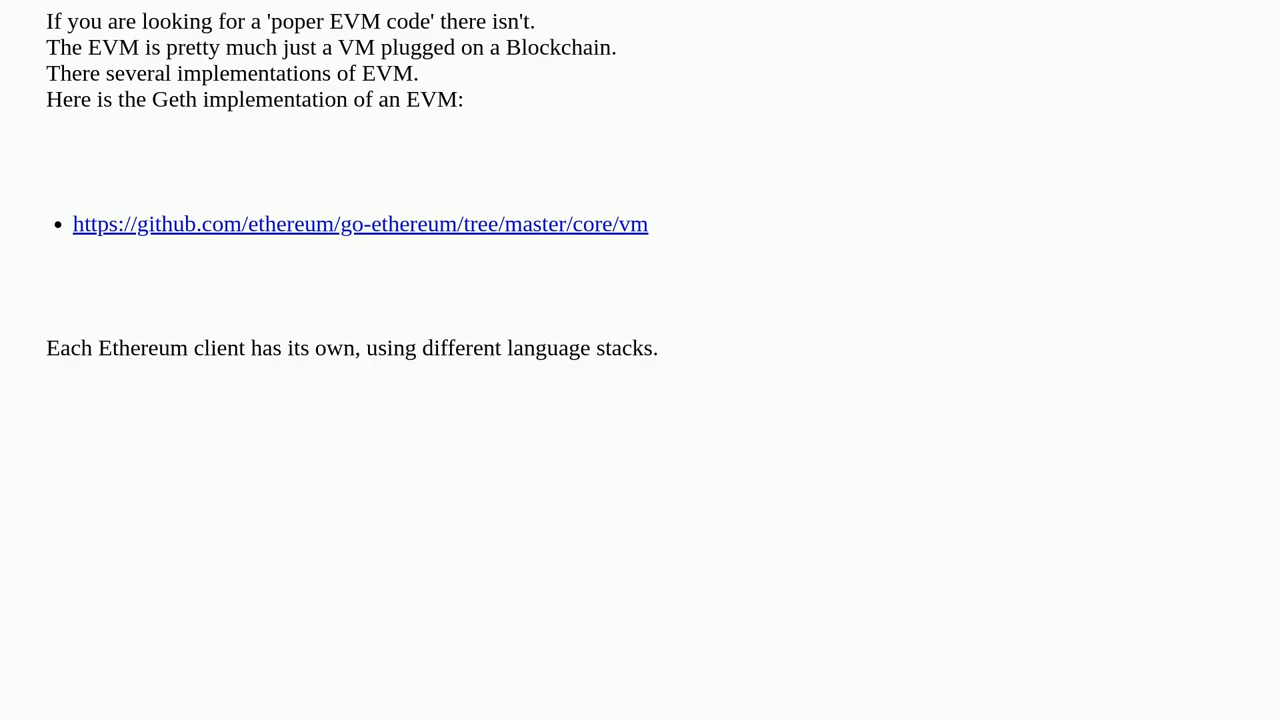 If you are looking for a 'poper EVM code' there isn't.
The EVM is pretty much just a VM plugged on a Blockchain.
There several implementations of EVM.
Here is the Geth implementation of an EVM:
• https://github.com/ethereum/go-ethereum/tree/master/core/vm
Each Ethereum client has its own, using different language stacks.